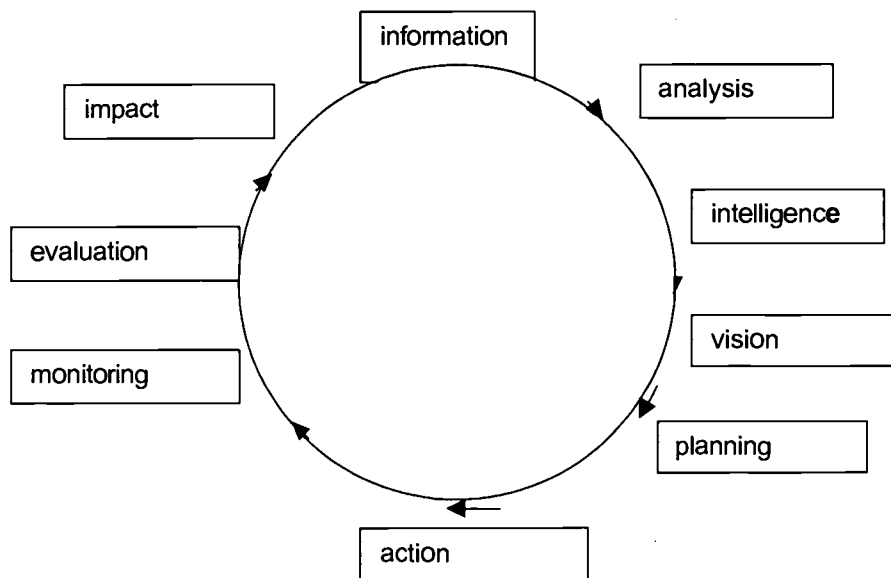 information
analysis
intelligence
vision
planning
action
monitoring
evaluation
impact